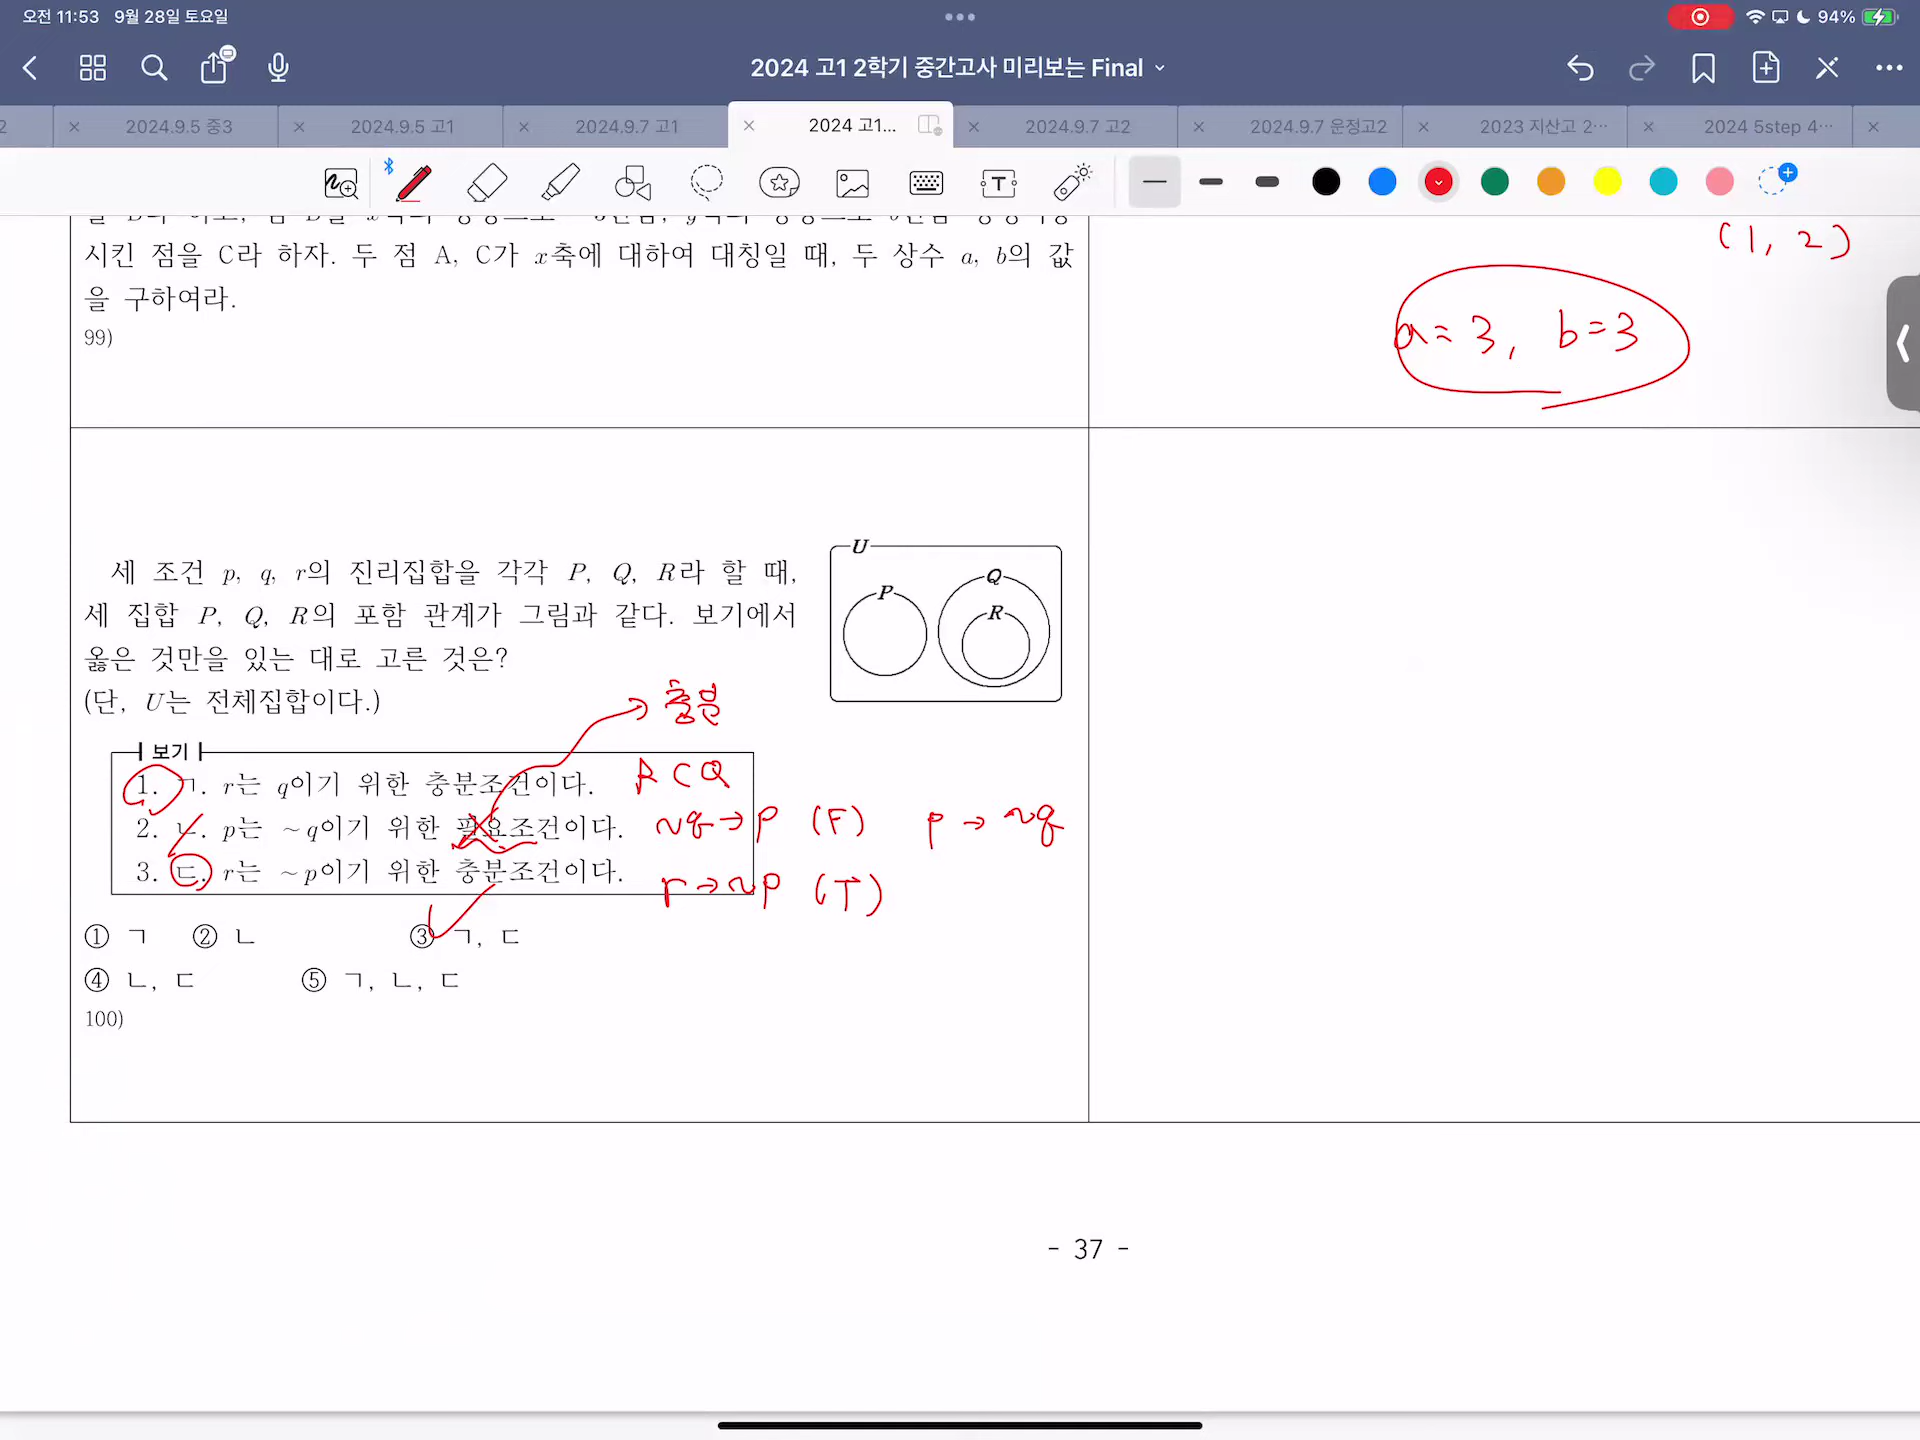 오전 11:53 9월 28일 토요일
94%
2024 고1 2학기 중간고사 미리보는 Final
2
2024.9.5 중3
2024.9.5 고1
2024.9.7 고1
2024 고1...
2024.9.7 고2
2024.9.7 운정고2
2023 지산고 2...
2024 5step 4...
시킨 점을 C라 하자. 두 점 A, C가 x축에 대하여 대칭일 때, 두 상수 a, b의 값
을 구하여라.
99)
(1, 2)
a=3, b=3
세 조건 p, q, r의 진리집합을 각각 P, Q, R라 할 때,
세 집합 P, Q, R의 포함 관계가 그림과 같다. 보기에서
옳은 것만을 있는 대로 고른 것은?
(단, U는 전체집합이다.)
U
P
Q
R
충분
보기
1. ㄱ. r는 q이기 위한 충분조건이다. R⊂Q
2. ㄴ. p는 ~q이기 위한 필요조건이다. ~q→p (F) p→~q
3. ㄷ. r는 ~p이기 위한 충분조건이다. r→~p (T)
① ㄱ ② ㄴ ③ ㄱ, ㄷ
④ ㄴ, ㄷ ⑤ ㄱ, ㄴ, ㄷ
100)
- 37 -